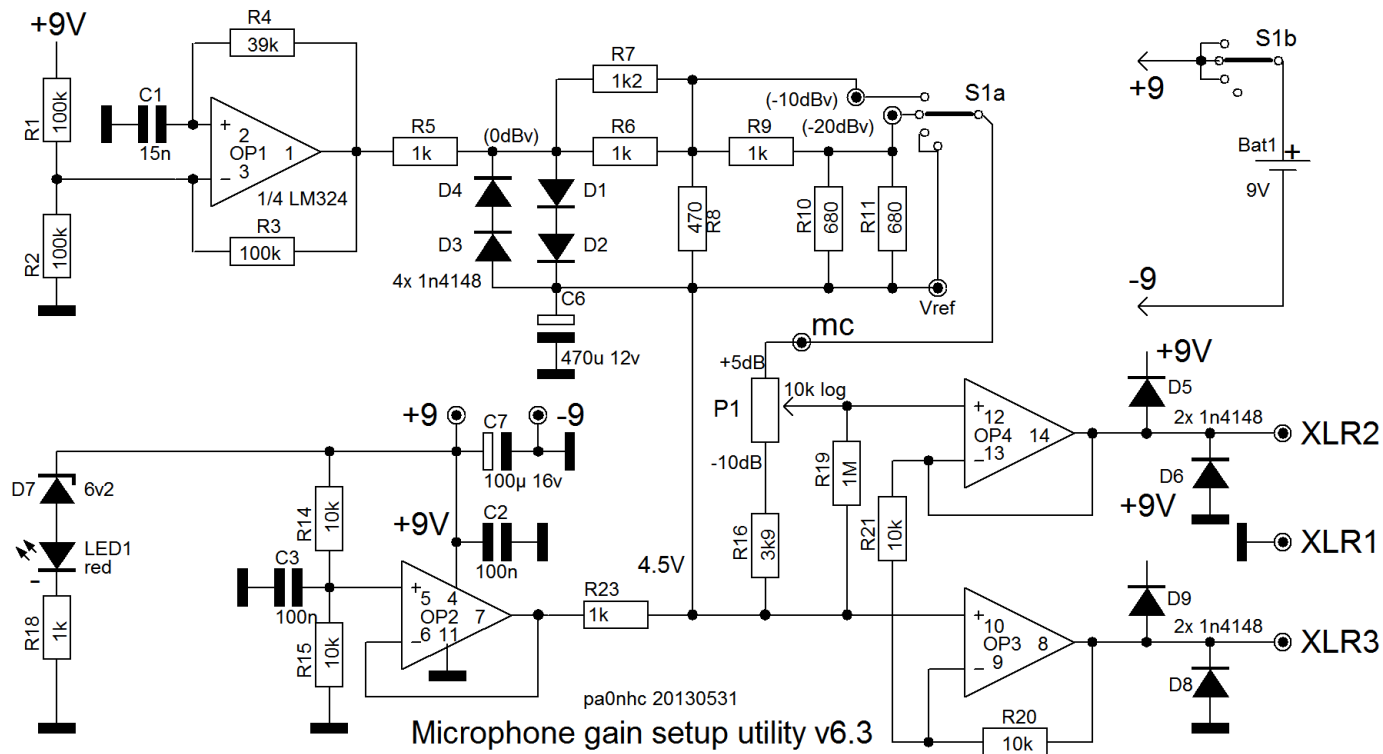 +9V
R4
39k
R1
100k
C1
15n
+
2
OP1
1
3
−
1/4 LM324
R2
100k
R3
100k
R5
1k
(0dBv)
R7
1k2
R6
1k
R9
1k
(-10dBv)
(-20dBv)
S1a
D4
D1
D3
D2
4x 1n4148
470
R8
R10
680
R11
680
Vref
C6
470u 12v
S1b
+9
Bat1
+
9V
-9
mc
+5dB
10k log
P1
-10dB
R16
3k9
R19
1M
R21
10k
+
12
OP4
14
13
−
+9V
D5
2x 1n4148
XLR2
D6
+9V
XLR1
+9
-9
C7
100µ 16v
D7
6v2
LED1
red
-
R18
1k
R14
10k
+9V
C2
100n
C3
100n
R15
10k
+
5
4
OP2
7
6
11
−
R23
1k
4.5V
+
10
OP3
8
9
−
R20
10k
D9
2x 1n4148
XLR3
D8
pa0nhc 20130531
Microphone gain setup utility v6.3